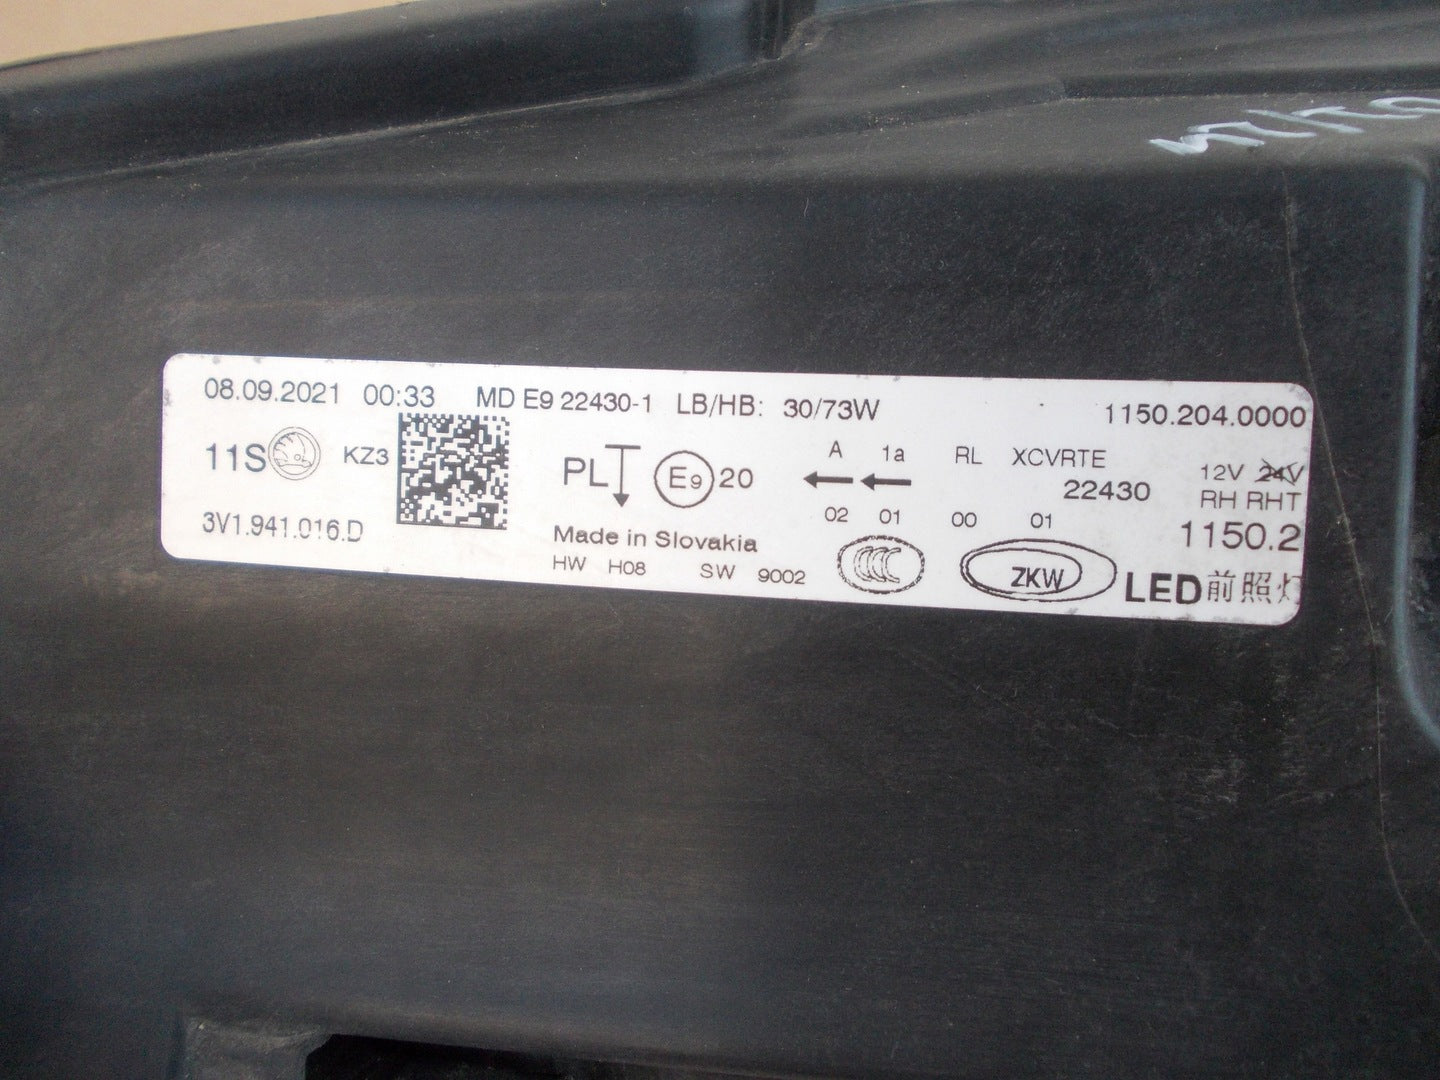 08.09.2021 00:33 MD E9 22430-1 LB/HB: 30/73W 1150.204.0000
11S KZ3 PL E9 20 A 1a RL XCVRTE 12V 24V
22430 RH RHT
3V1.941.016.D 02 01 00 01 1150.2
Made in Slovakia
HW H08 SW 9002 CCC ZKW LED前照灯